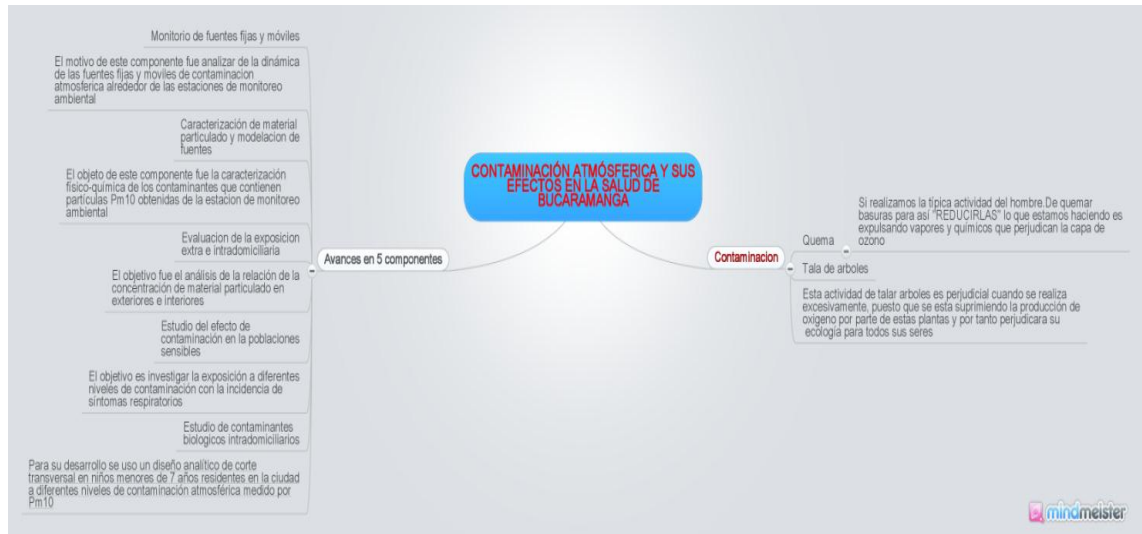 CONTAMINACIÓN ATMÓSFERICA Y SUS
EFECTOS EN LA SALUD DE
BUCARAMANGA
Avances en 5 componentes
Monitorio de fuentes fijas y móviles
El motivo de este componente fue analizar de la dinámica
de las fuentes fijas y moviles de contaminacion
atmosferica alrededor de las estaciones de monitoreo
ambiental
Caracterización de material
particulado y modelacion de
fuentes
El objeto de este componente fue la caracterización
físico-química de los contaminantes que contienen
partículas Pm10 obtenidas de la estacion de monitoreo
ambiental
Evaluacion de la exposicion
extra e intradomiciliaria
El objetivo fue el análisis de la relación de la
concentración de material particulado en
exteriores e interiores
Estudio del efecto de
contaminación en la poblaciones
sensibles
El objetivo es investigar la exposición a diferentes
niveles de contaminación con la incidencia de
síntomas respiratorios
Estudio de contaminantes
biologicos intradomiciliarios
Para su desarrollo se uso un diseño analítico de corte
transversal en niños menores de 7 años residentes en la ciudad
a diferentes niveles de contaminación atmosférica medido por
Pm10
Contaminacion
Quema
Si realizamos la típica actividad del hombre.De quemar
basuras para así "REDUCIRLAS" lo que estamos haciendo es
expulsando vapores y químicos que perjudican la capa de
ozono
Tala de arboles
Esta actividad de talar arboles es perjudicial cuando se realiza
excesivamente, puesto que se esta suprimiendo la producción de
oxigeno por parte de estas plantas y por tanto perjudicara su
ecología para todos sus seres
mindmeister